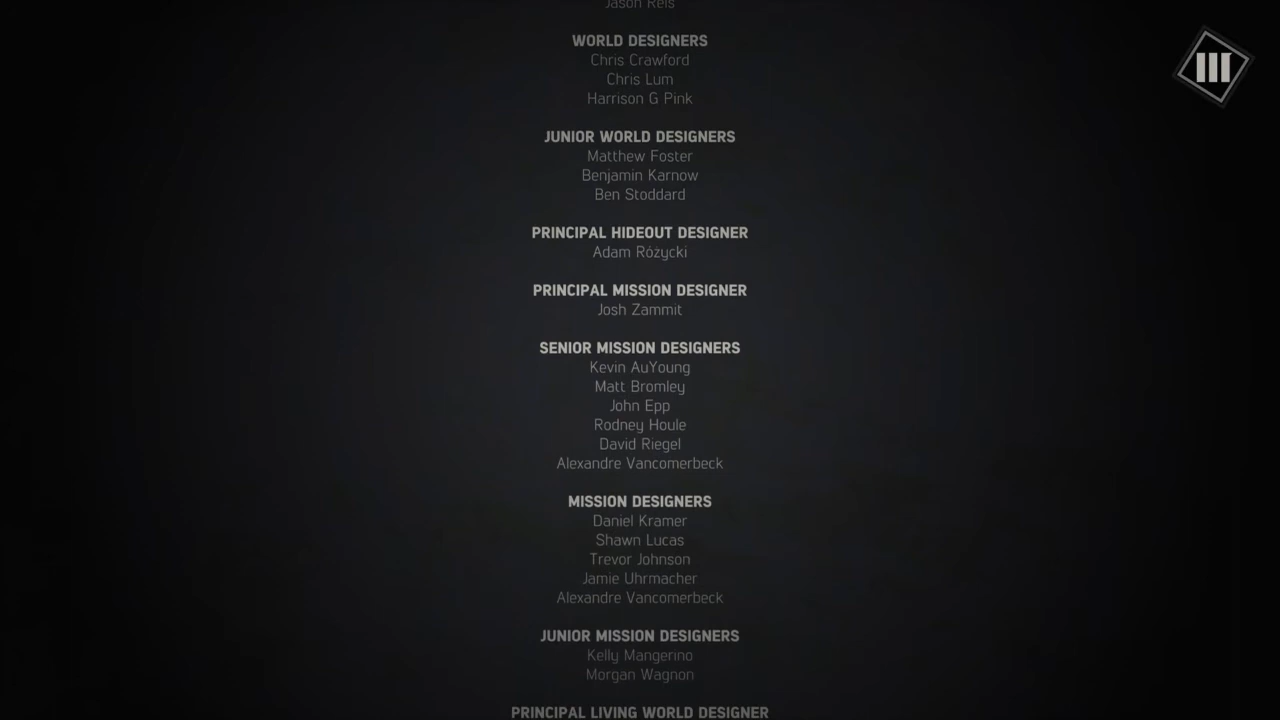 Jason Reis
WORLD DESIGNERS
Chris Crawford
Chris Lum
Harrison G Pink
JUNIOR WORLD DESIGNERS
Matthew Foster
Benjamin Karnow
Ben Stoddard
PRINCIPAL HIDEOUT DESIGNER
Adam Różycki
PRINCIPAL MISSION DESIGNER
Josh Zammit
SENIOR MISSION DESIGNERS
Kevin AuYoung
Matt Bromley
John Epp
Rodney Houle
David Riegel
Alexandre Vancomerbeck
MISSION DESIGNERS
Daniel Kramer
Shawn Lucas
Trevor Johnson
Jamie Uhrmacher
Alexandre Vancomerbeck
JUNIOR MISSION DESIGNERS
Kelly Mangerino
Morgan Wagnon
PRINCIPAL LIVING WORLD DESIGNER